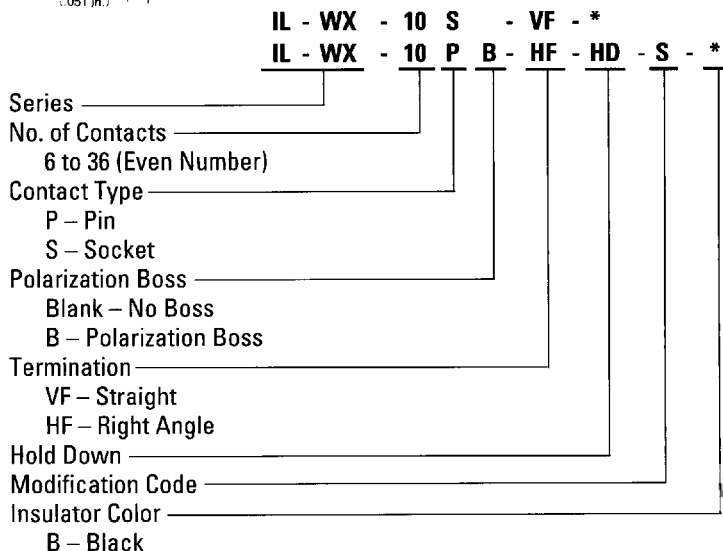 .051 in.)
IL - WX - 10 S - VF - *
IL - WX - 10 P B - HF - HD - S - *
Series
No. of Contacts
6 to 36 (Even Number)
Contact Type
P – Pin
S – Socket
Polarization Boss
Blank – No Boss
B – Polarization Boss
Termination
VF – Straight
HF – Right Angle
Hold Down
Modification Code
Insulator Color
B – Black